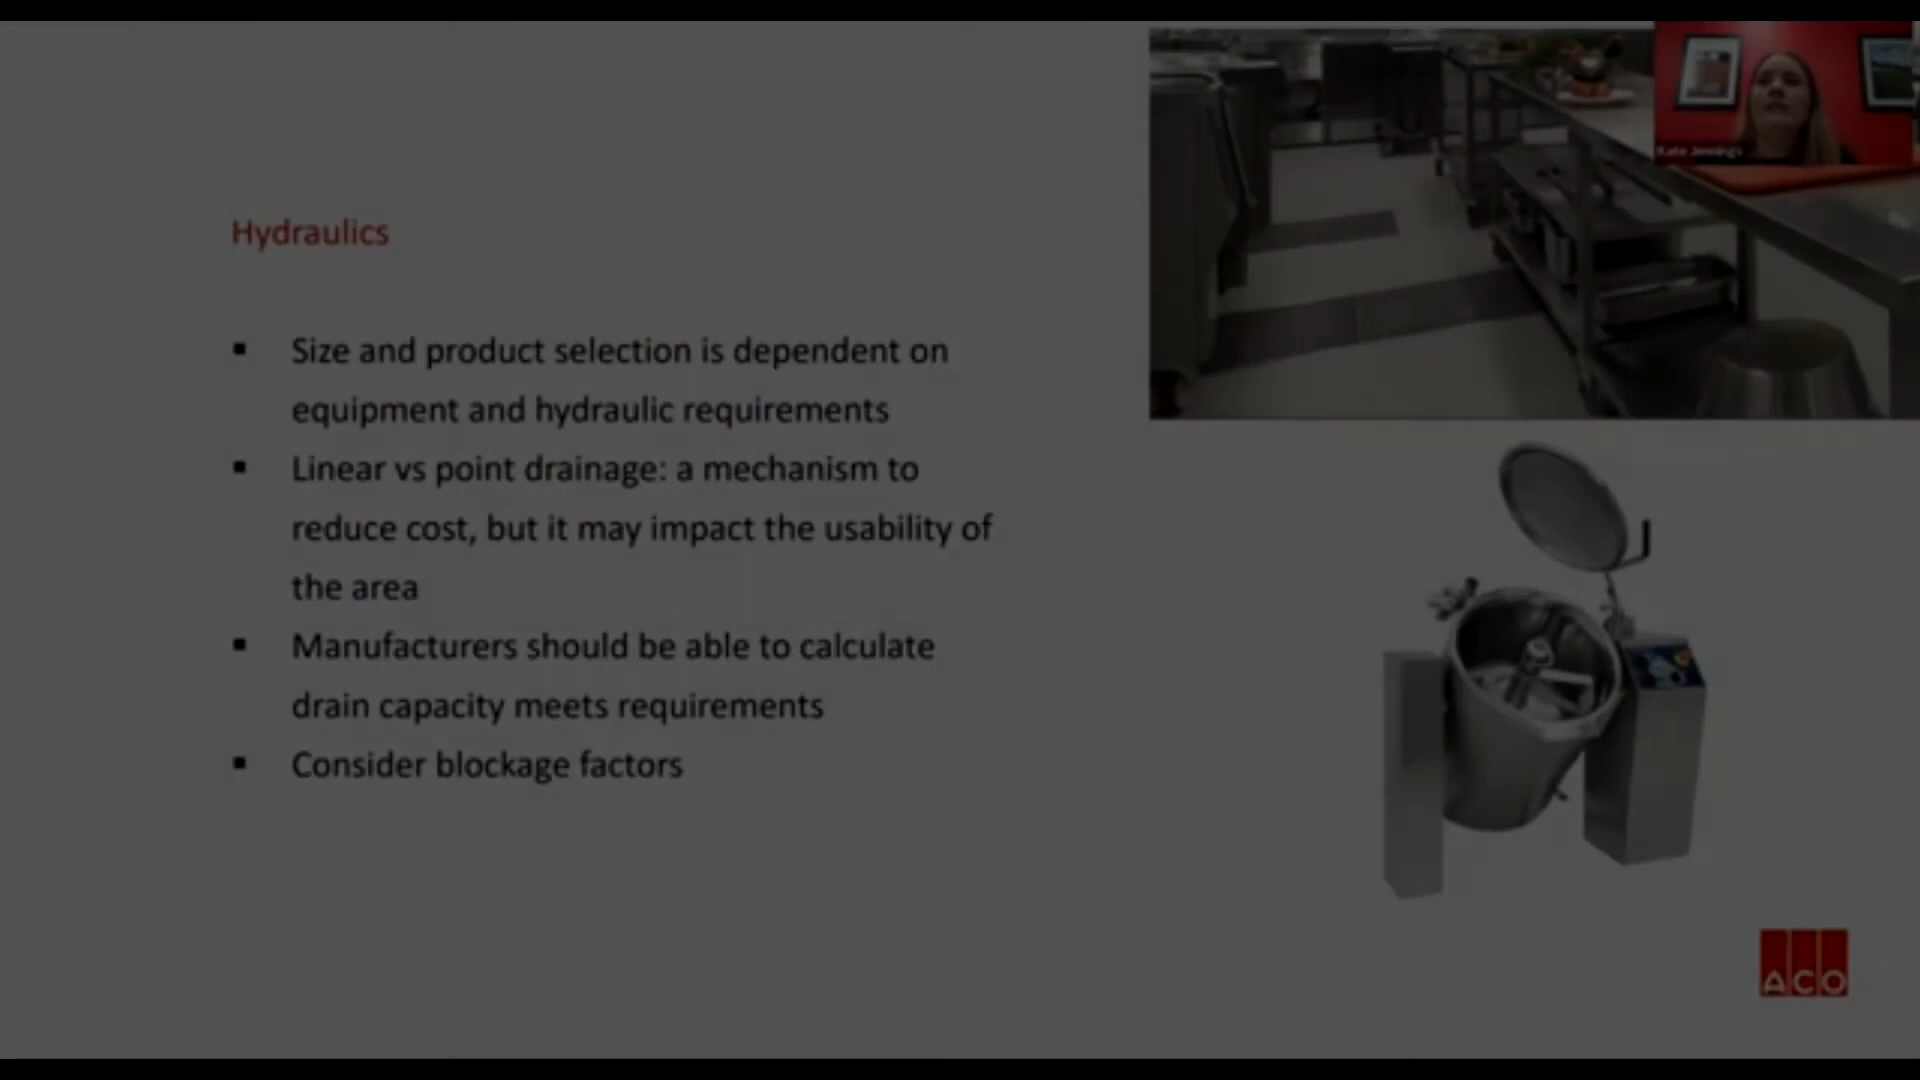 Kate Jennings
Hydraulics
▪ Size and product selection is dependent on
equipment and hydraulic requirements
▪ Linear vs point drainage: a mechanism to
reduce cost, but it may impact the usability of
the area
▪ Manufacturers should be able to calculate
drain capacity meets requirements
▪ Consider blockage factors
ACO